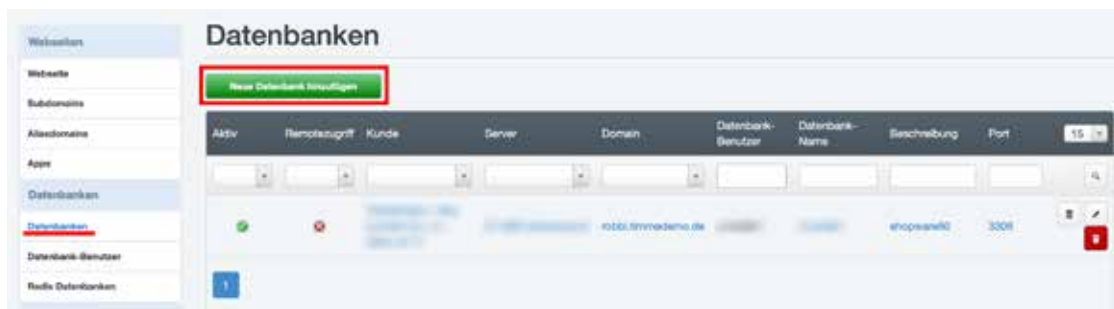 Datenbanken
Webseiten
Webseite
Subdomains
Aliasdomains
Apps
Datenbanken
Datenbanken
Datenbank-Benutzer
Redis Datenbanken
Neue Datenbank hinzufügen
Aktiv Remotezugriff Kunde Server Domain Datenbank-Benutzer Datenbank-Name Beschreibung Port 15
robbi.timmedemo.de 3306
1